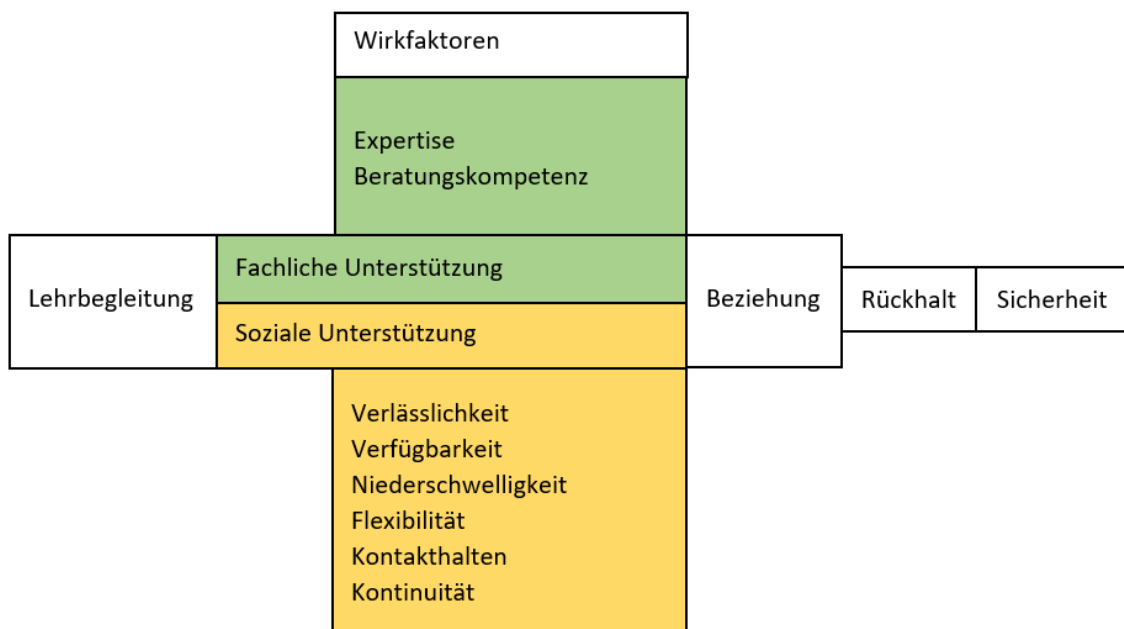 Wirkfaktoren
Expertise
Beratungskompetenz
Lehrbegleitung
Fachliche Unterstützung
Soziale Unterstützung
Beziehung
Rückhalt
Sicherheit
Verlässlichkeit
Verfügbarkeit
Niederschwelligkeit
Flexibilität
Kontakthalten
Kontinuität